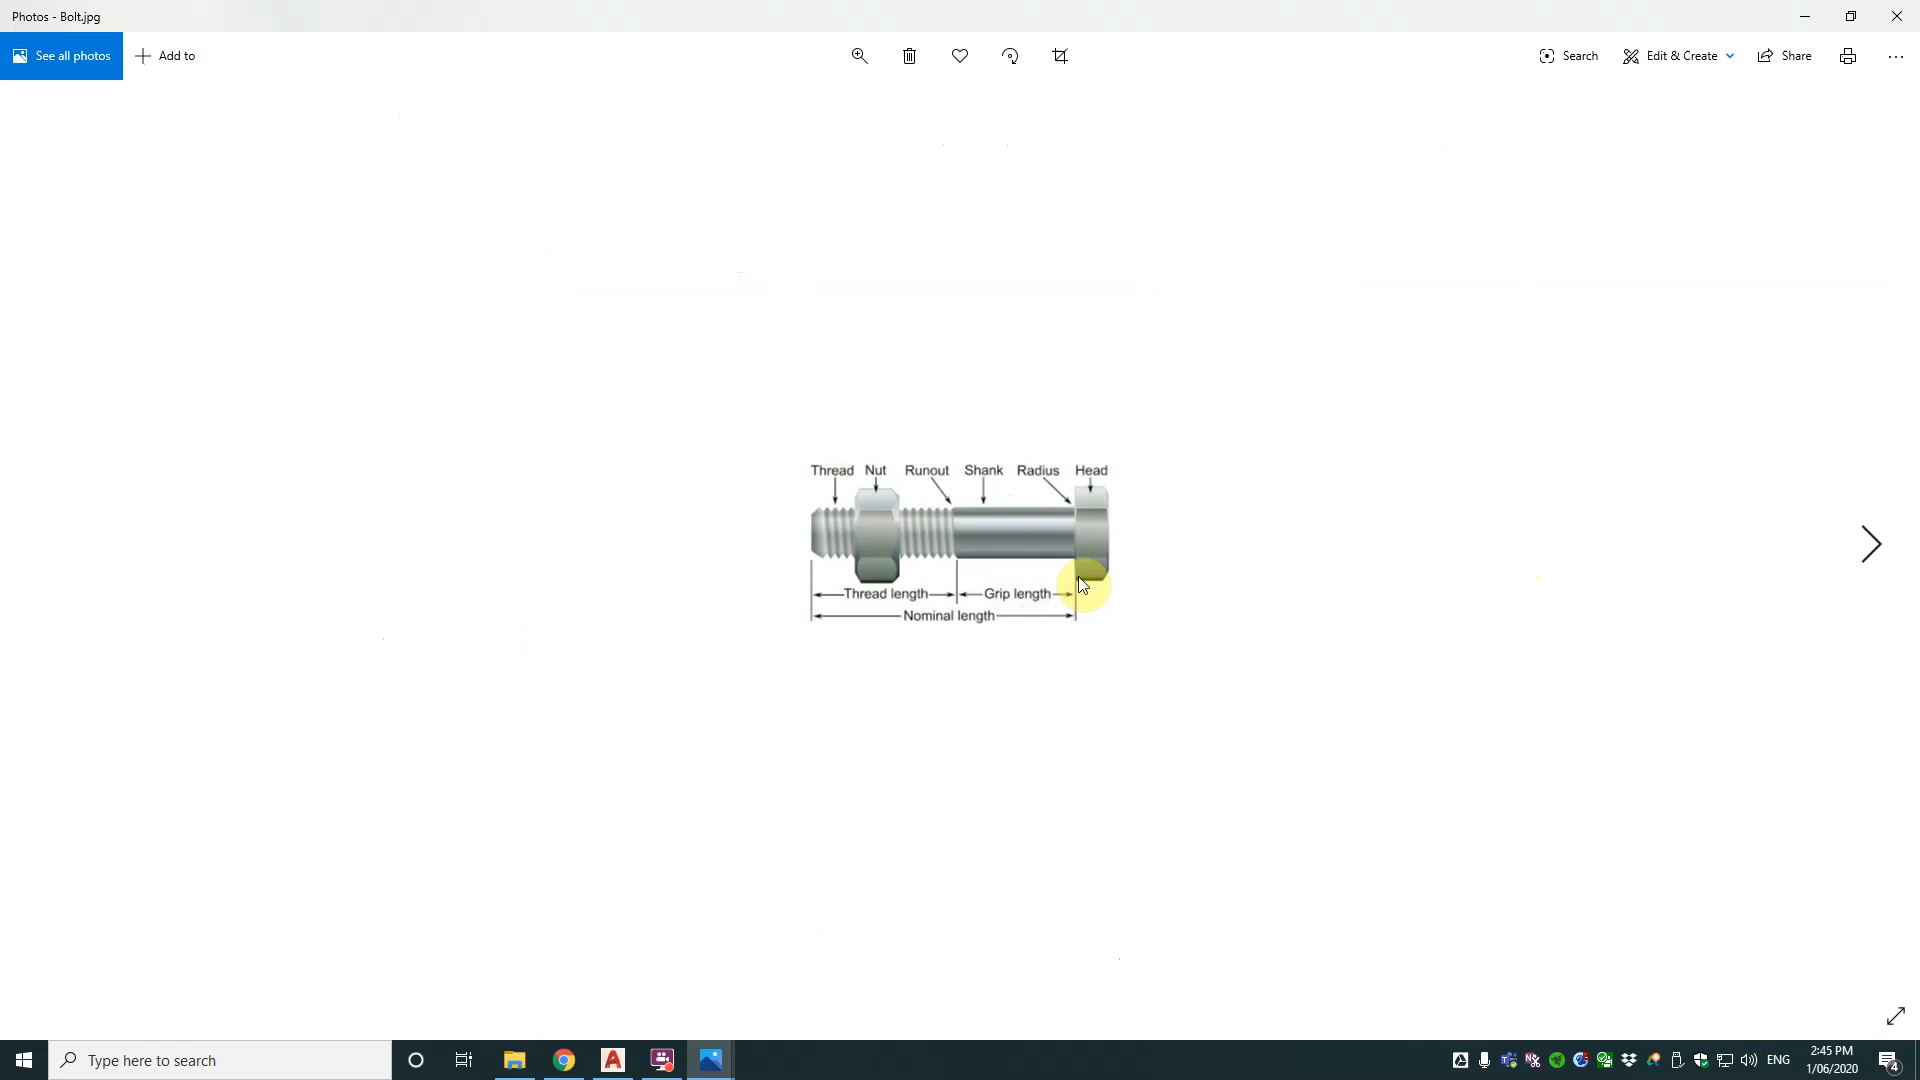 Photos - Bolt.jpg
See all photos
Add to
Search
Edit & Create
Share
Thread Nut Runout Shank Radius Head
Thread length
Grip length
Nominal length
Type here to search
ENG
2:45 PM
1/06/2020
4